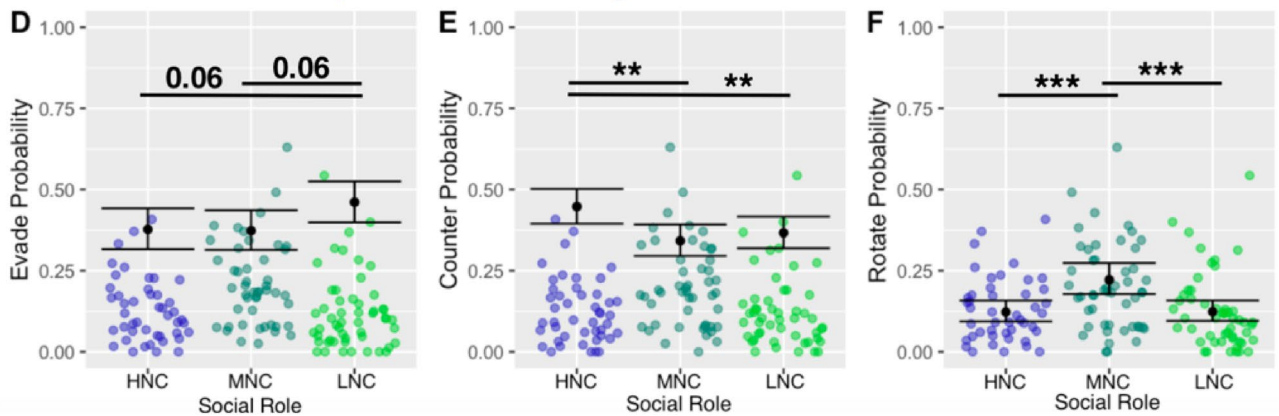 D
Evade Probability
1.00
0.75
0.50
0.25
0.00
0.06
0.06
HNC MNC LNC
Social Role
E
Counter Probability
1.00
0.75
0.50
0.25
0.00
**
**
HNC MNC LNC
Social Role
F
Rotate Probability
1.00
0.75
0.50
0.25
0.00
***
***
HNC MNC LNC
Social Role